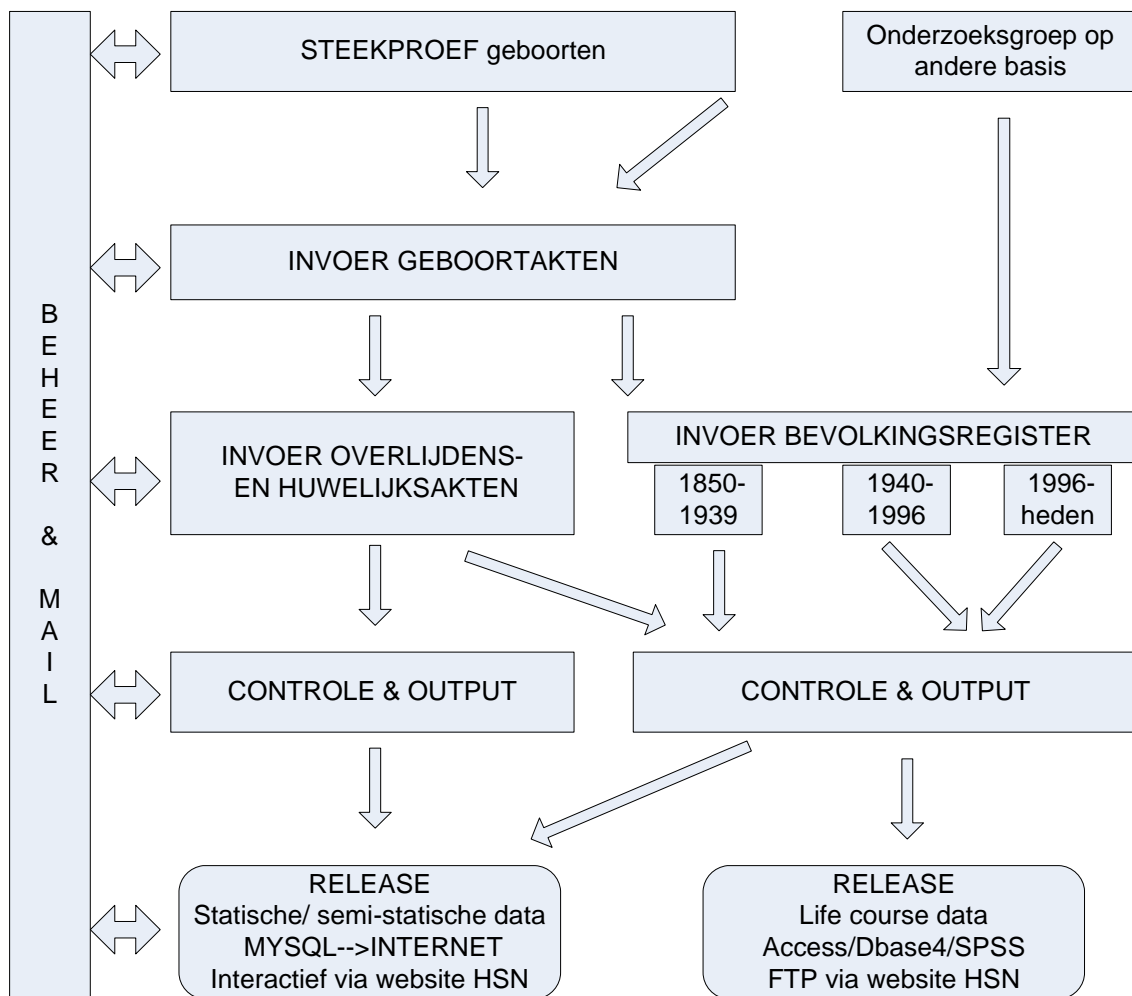 STEEKPROEF geboorten
Onderzoeksgroep op
andere basis
INVOER GEBOORTAKTEN
BEHEER & MAIL
INVOER OVERLIJDENS-
EN HUWELIJKSAKTEN
INVOER BEVOLKINGSREGISTER
1850-
1939
1940-
1996
1996-
heden
CONTROLE & OUTPUT
CONTROLE & OUTPUT
RELEASE
Statische/ semi-statische data
MYSQL-->INTERNET
Interactief via website HSN
RELEASE
Life course data
Access/Dbase4/SPSS
FTP via website HSN